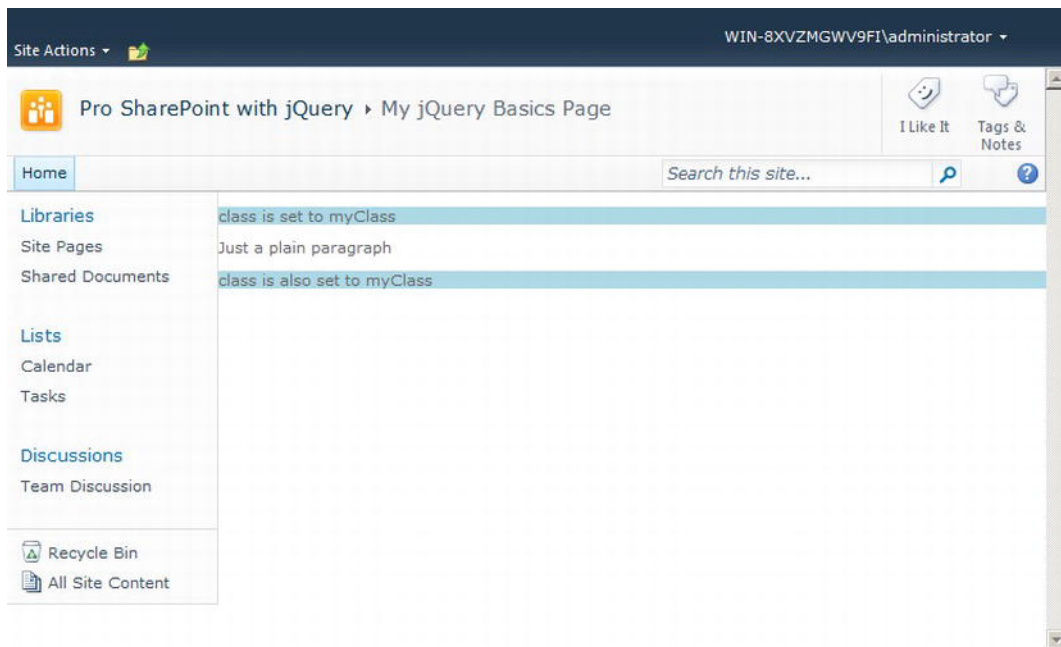 WIN-8XVZMGWV9FI\administrator
Site Actions
Pro SharePoint with jQuery ▸ My jQuery Basics Page
I Like It
Tags &
Notes
Home
Search this site...
Libraries
Site Pages
Shared Documents
Lists
Calendar
Tasks
Discussions
Team Discussion
Recycle Bin
All Site Content
class is set to myClass
Just a plain paragraph
class is also set to myClass